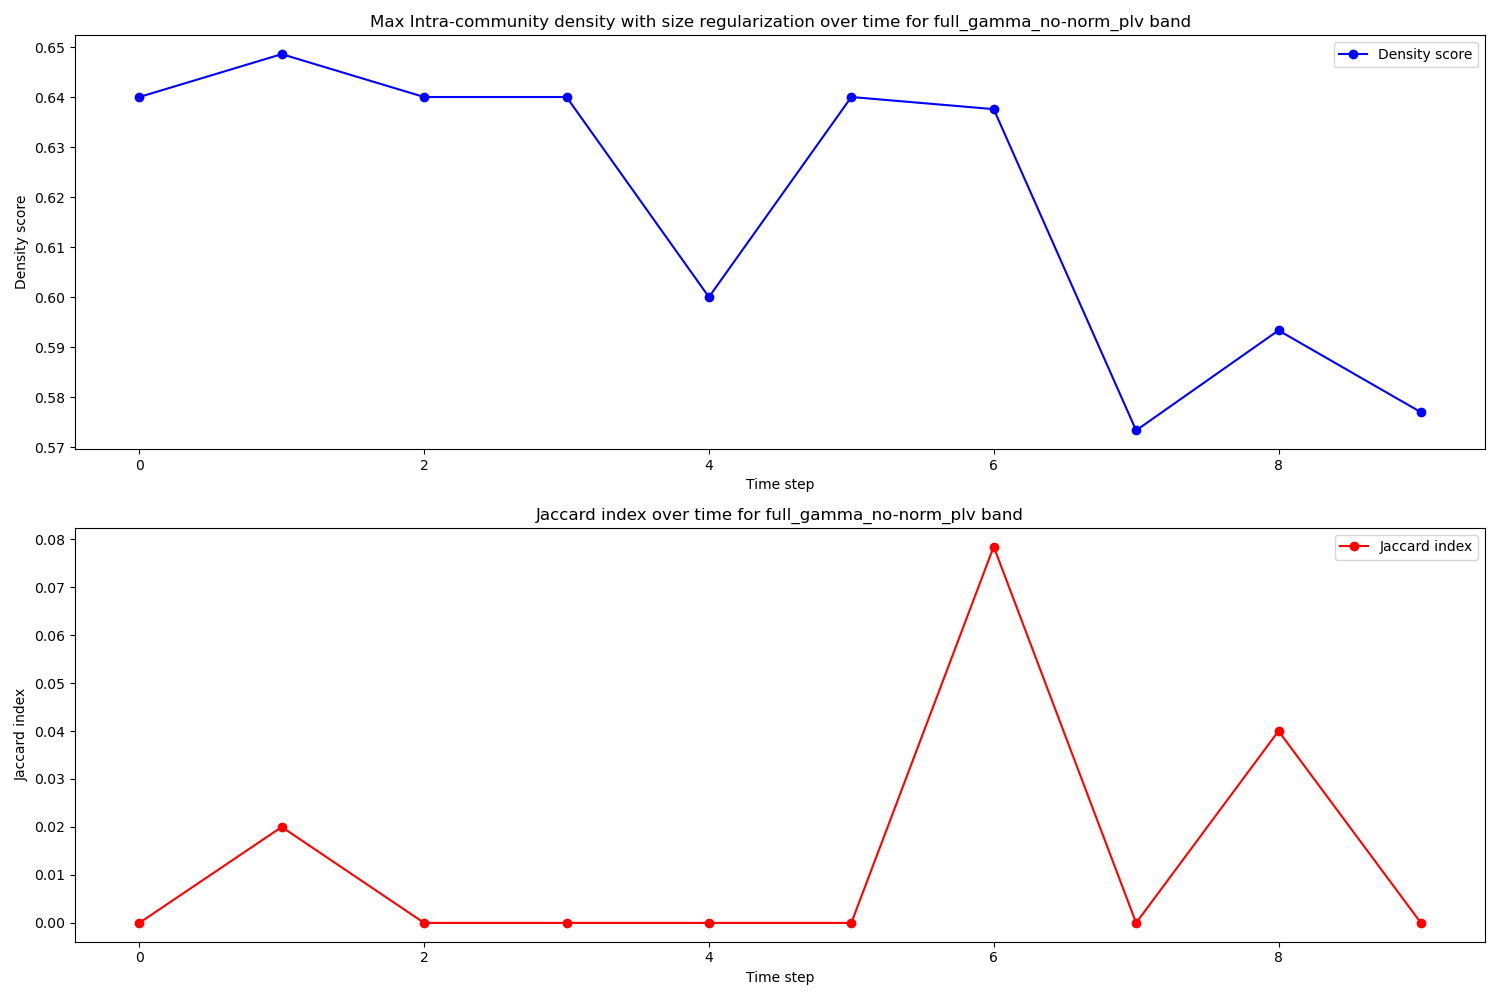 Max Intra-community density with size regularization over time for full_gamma_no-norm_plv band
Density score
0.65
0.64
0.63
0.62
0.61
0.60
0.59
0.58
0.57
Density score
0 2 4 6 8
Time step
Jaccard index over time for full_gamma_no-norm_plv band
Jaccard index
0.08
0.07
0.06
0.05
0.04
0.03
0.02
0.01
0.00
Jaccard index
0 2 4 6 8
Time step